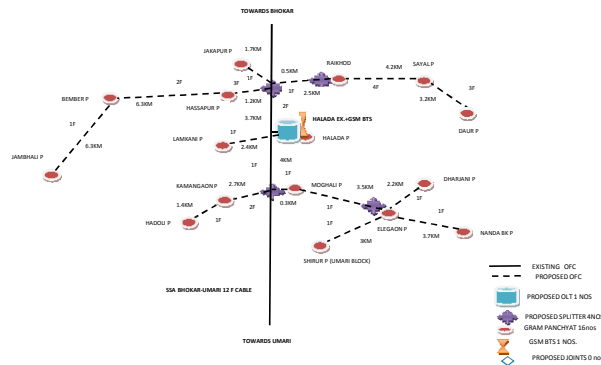 TOWARDS BHOKAR
JAKAPUR P
1.7KM
1F
0.5KM
RAIKHOD
4.2KM
SAYAL P
2F
3F
1F
2.5KM
4F
3.2KM
3F
BEMBER P
6.3KM
HASSAPUR P
1.2KM
2F
3.7KM
HALADA EX.+GSM BTS
DAUR P
1F
1F
LAMKANI P
2.4KM
HALADA P
6.3KM
JAMBHALI P
1F
4KM
KAMANGAON P
2.7KM
1F
MOGHALI P
3.5KM
2.2KM
DHARJANI P
1.4KM
2F
0.3KM
1F
1F
HADOLI P
1F
1F
1F
ELEGAON P
3.7KM
NANDA BK P
3KM
SHIRUR P (UMARI BLOCK)
EXISTING OFC
PROPOSED OFC
SSA BHOKAR-UMARI 12 F CABLE
PROPOSED OLT 1 NOS
PROPOSED SPLITTER 4NO
GRAM PANCHYAT 16nos
TOWARDS UMARI
GSM BTS 1 NOS.
PROPOSED JOINTS 0 no